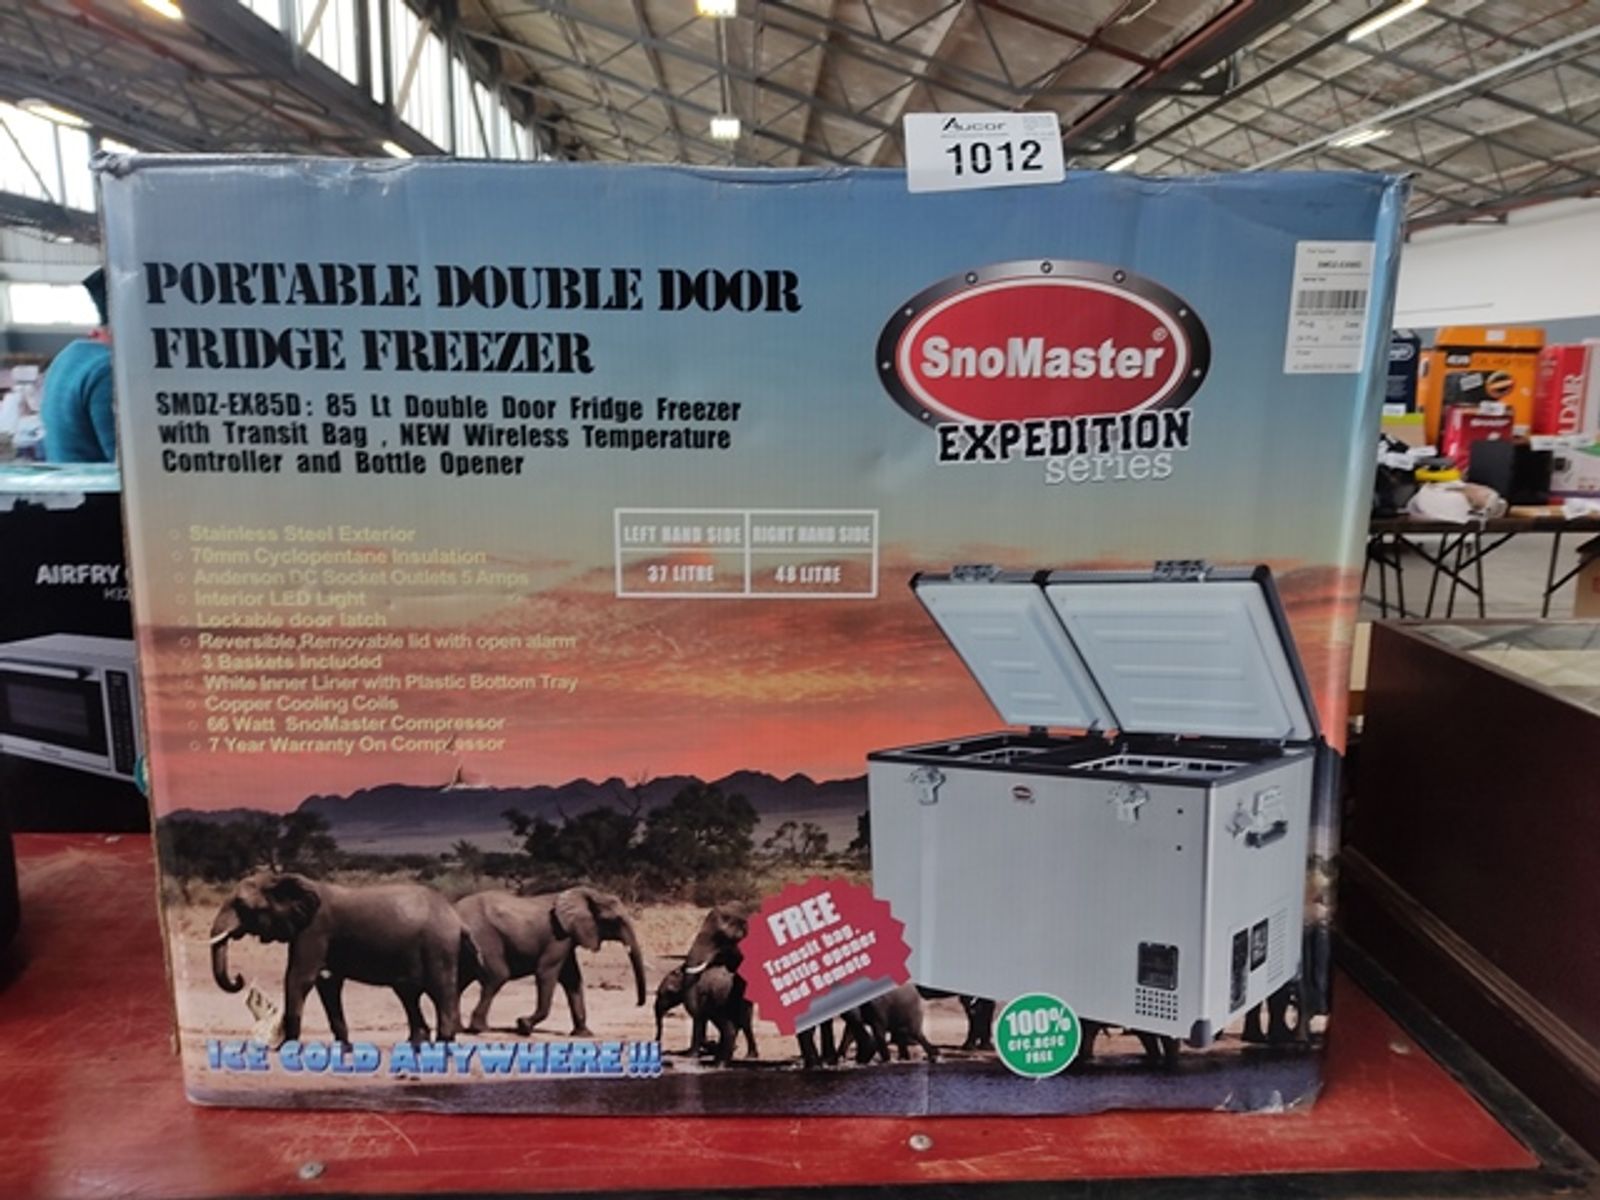 Aucor
1012
PORTABLE DOUBLE DOOR
FRIDGE FREEZER
SMDZ-EX85D: 85 Lt Double Door Fridge Freezer
with Transit Bag , NEW Wireless Temperature
Controller and Bottle Opener
SnoMaster®
EXPEDITION
series
Stainless Steel Exterior
70mm Cyclopentane Insulation
Anderson DC Socket Outlets 5 Amps
Interior LED Light
Lockable door latch
Reversible,Removable lid with open alarm
3 Baskets Included
White Inner Liner with Plastic Bottom Tray
Copper Cooling Coils
66 Watt SnoMaster Compressor
7 Year Warranty On Compressor
LEFT HAND SIDE RIGHT HAND SIDE
37 LITRE 48 LITRE
FREE
Transit bag,
bottle opener
and Remote
100%
CFC,HCFC
FREE
ICE COLD ANYWHERE!!!
AIRFRY